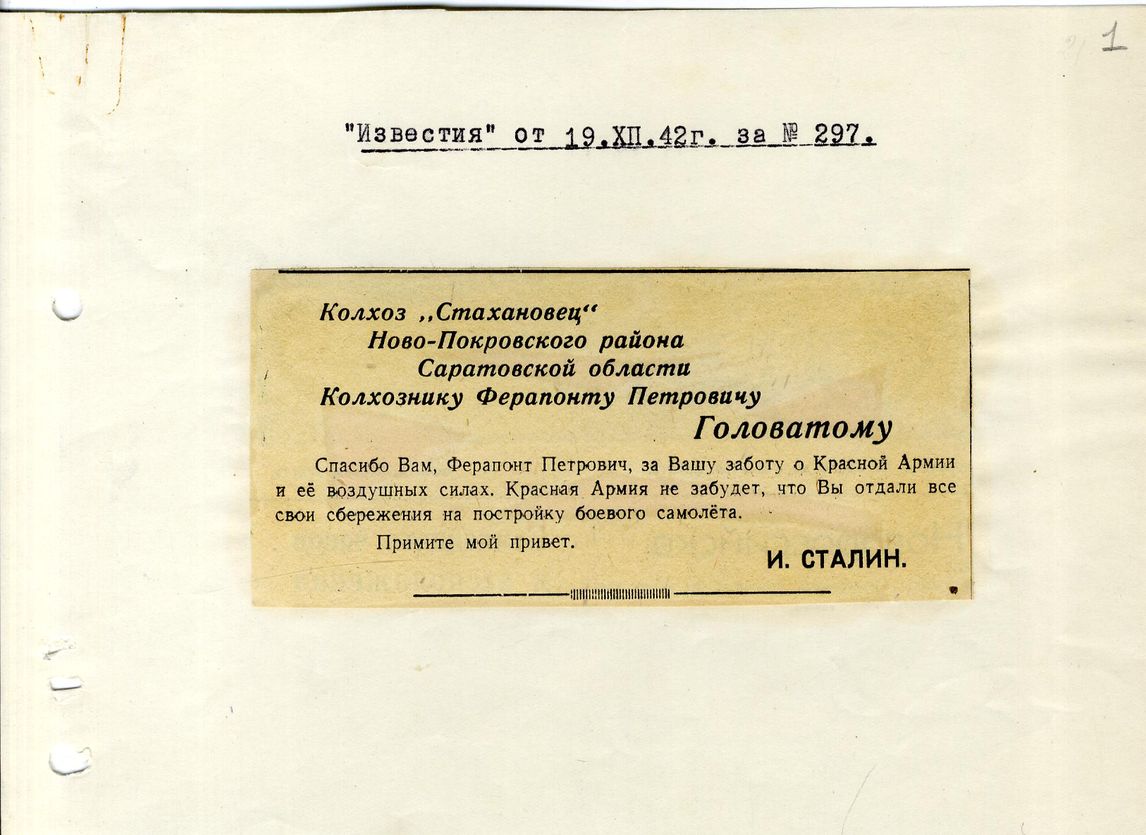 1
"Известия" от 19.ХП.42г. за № 297.
Колхоз „Стахановец“
Ново-Покровского района
Саратовской области
Колхознику Ферапонту Петровичу
Головатому
Спасибо Вам, Ферапонт Петрович, за Вашу заботу о Красной Армии
и её воздушных силах. Красная Армия не забудет, что Вы отдали все
свои сбережения на постройку боевого самолёта.
Примите мой привет.
И. СТАЛИН.